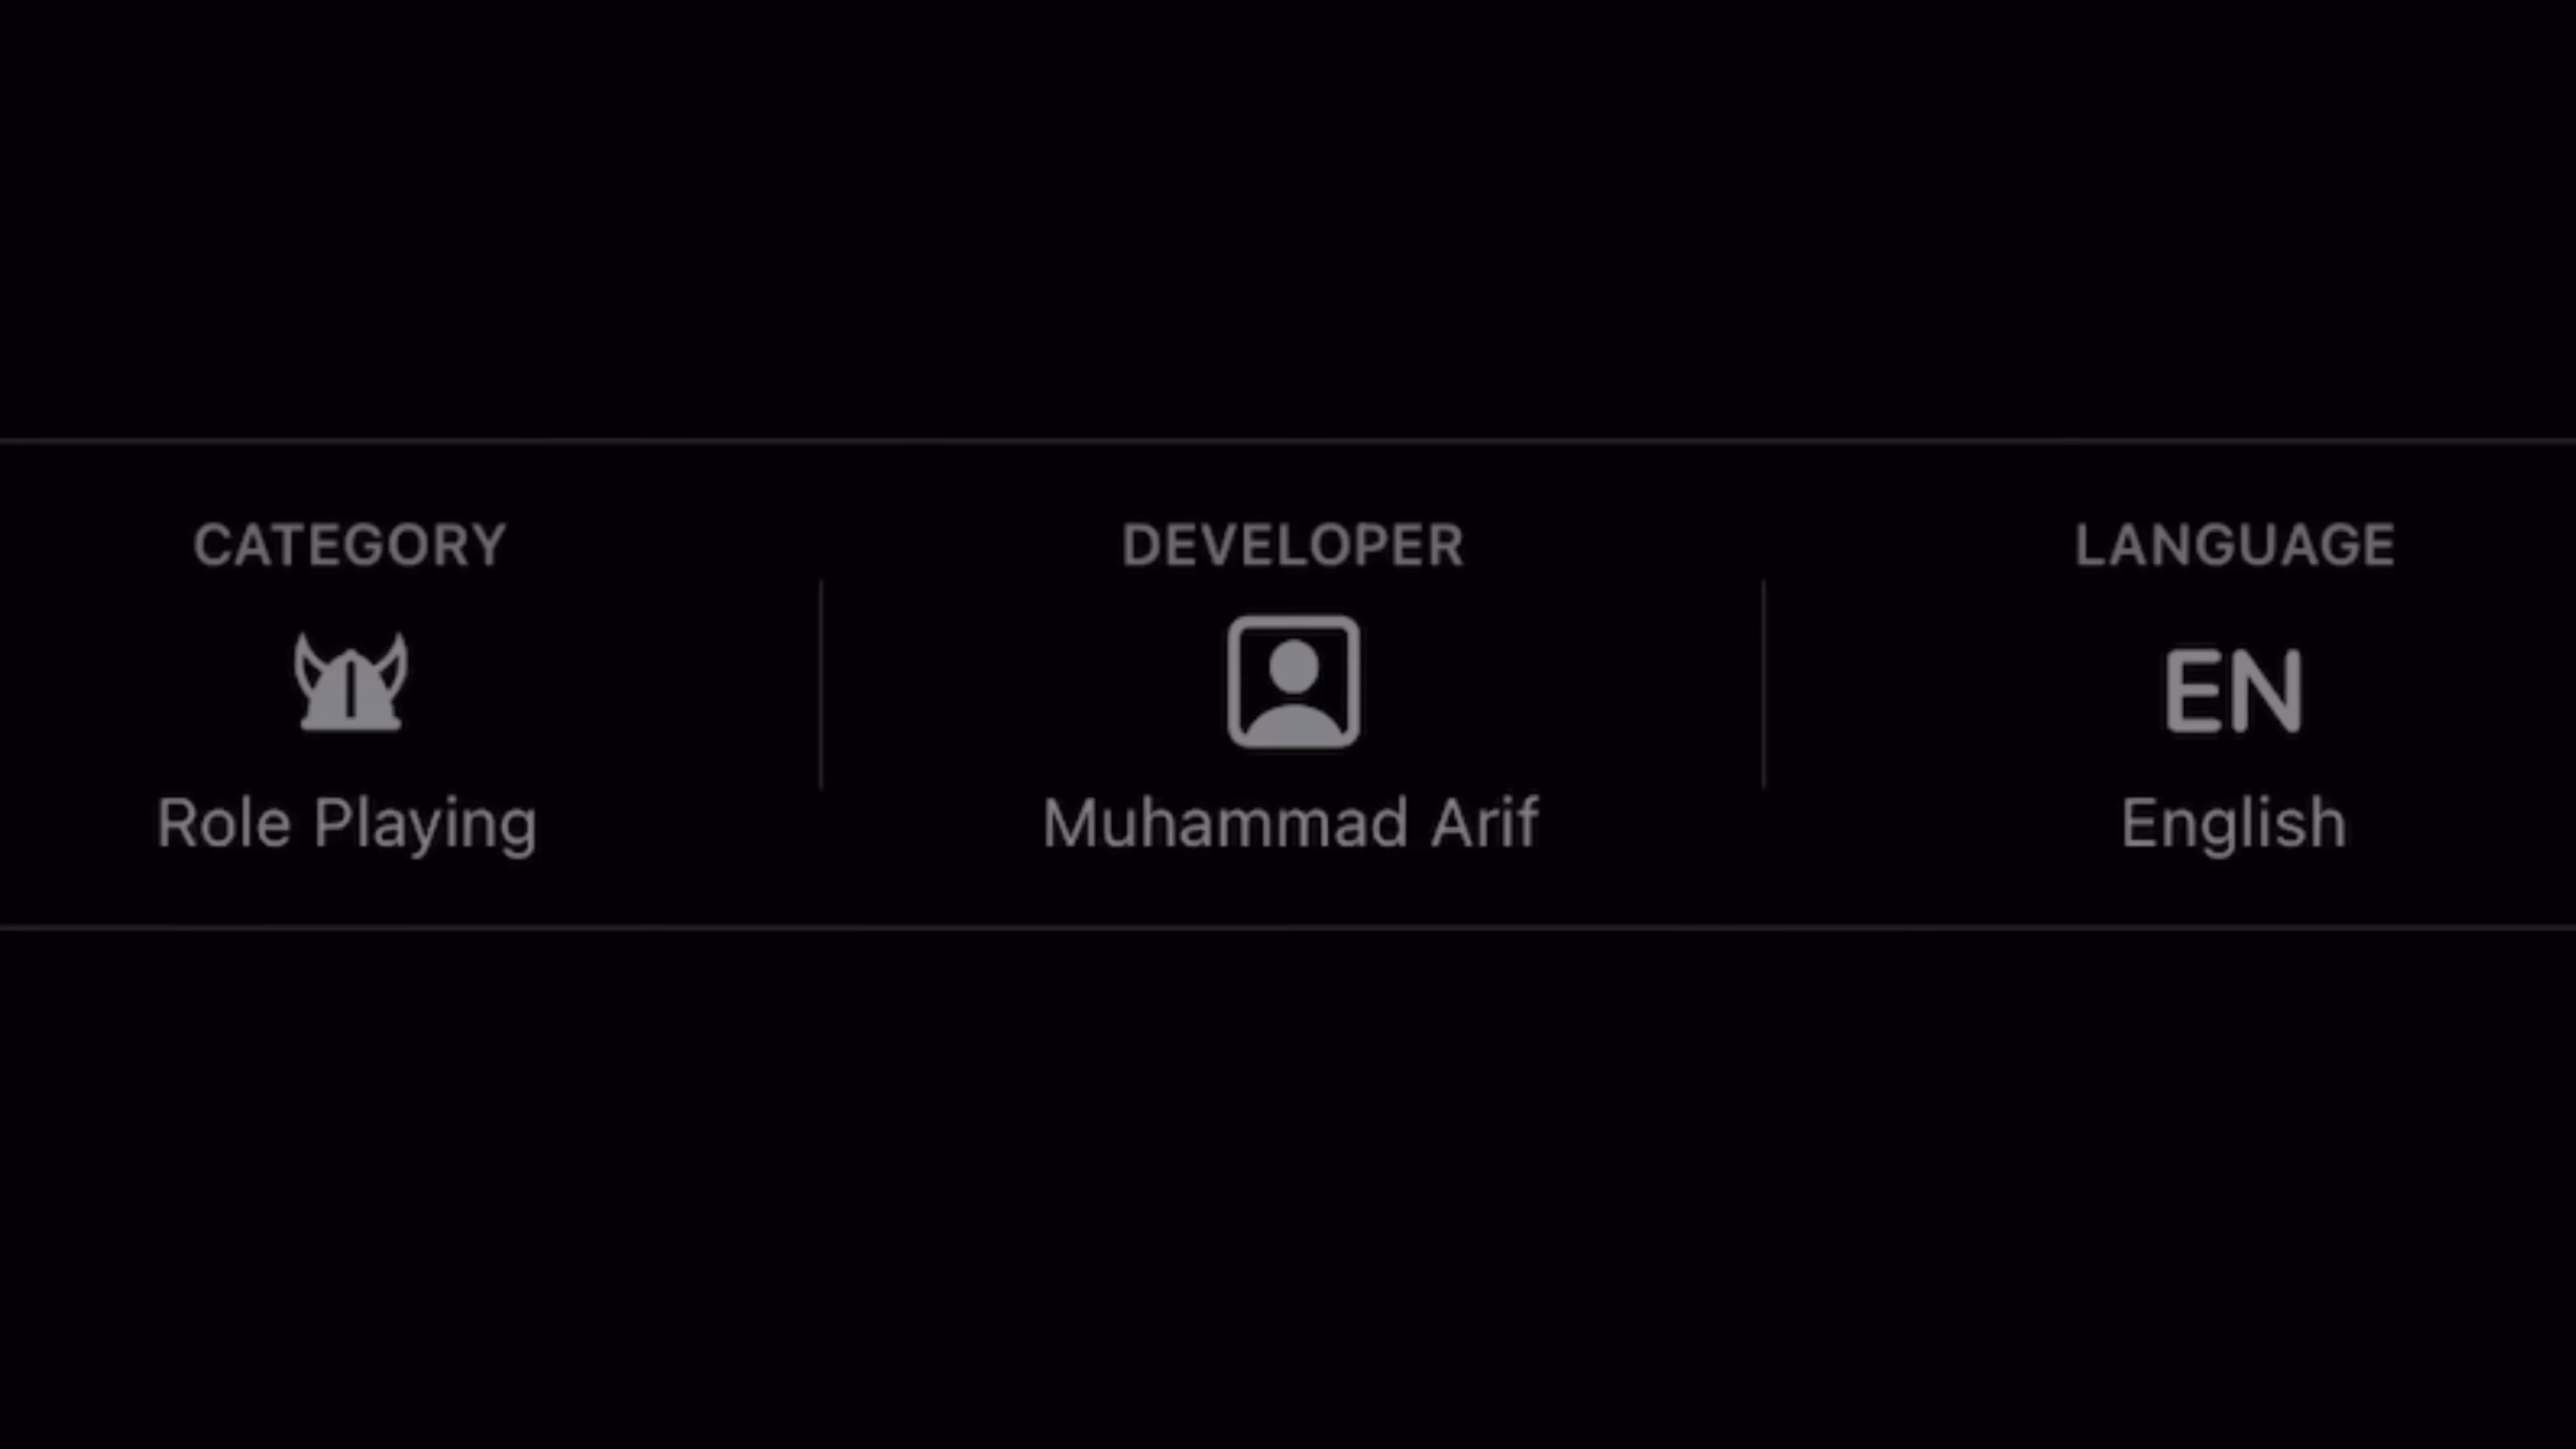 CATEGORY
Role Playing
DEVELOPER
Muhammad Arif
LANGUAGE
EN
English